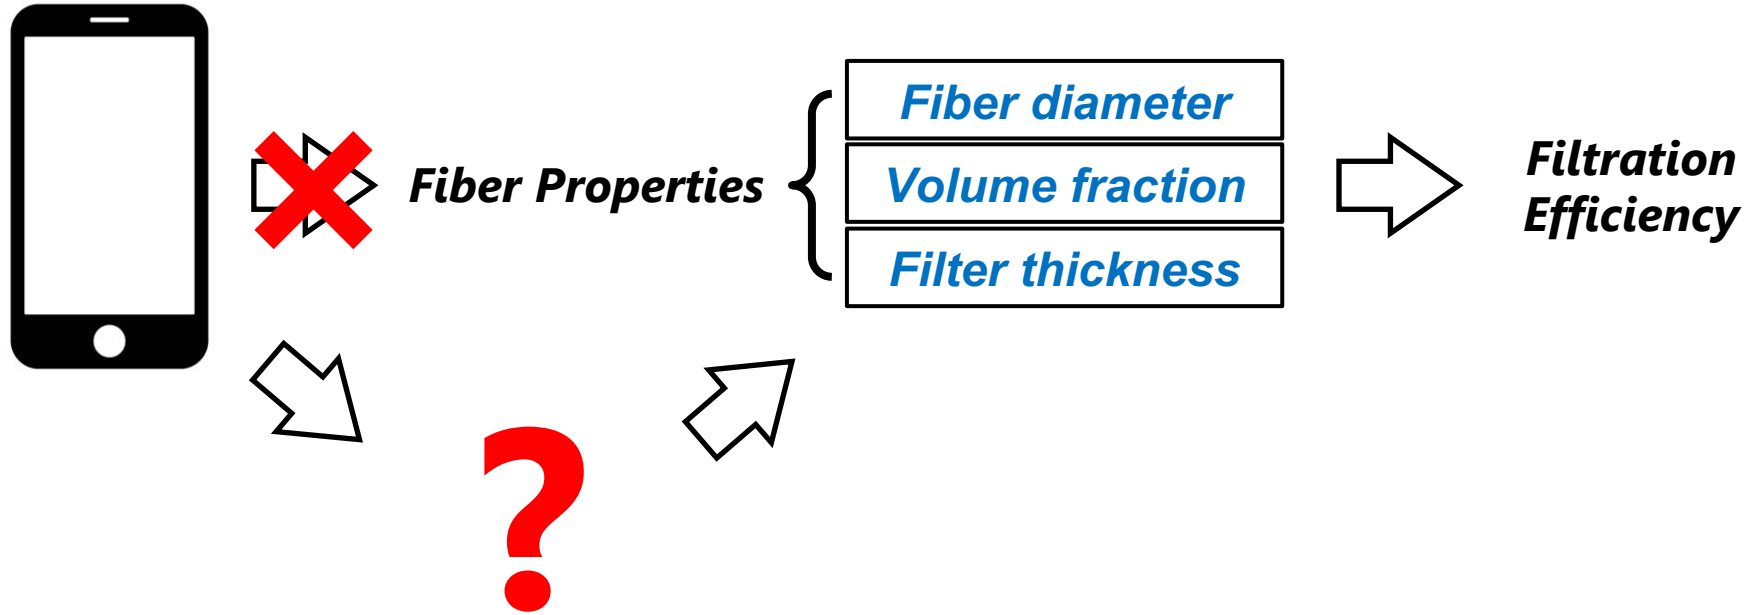 Fiber Properties
Fiber diameter
Volume fraction
Filter thickness
Filtration
Efficiency
?